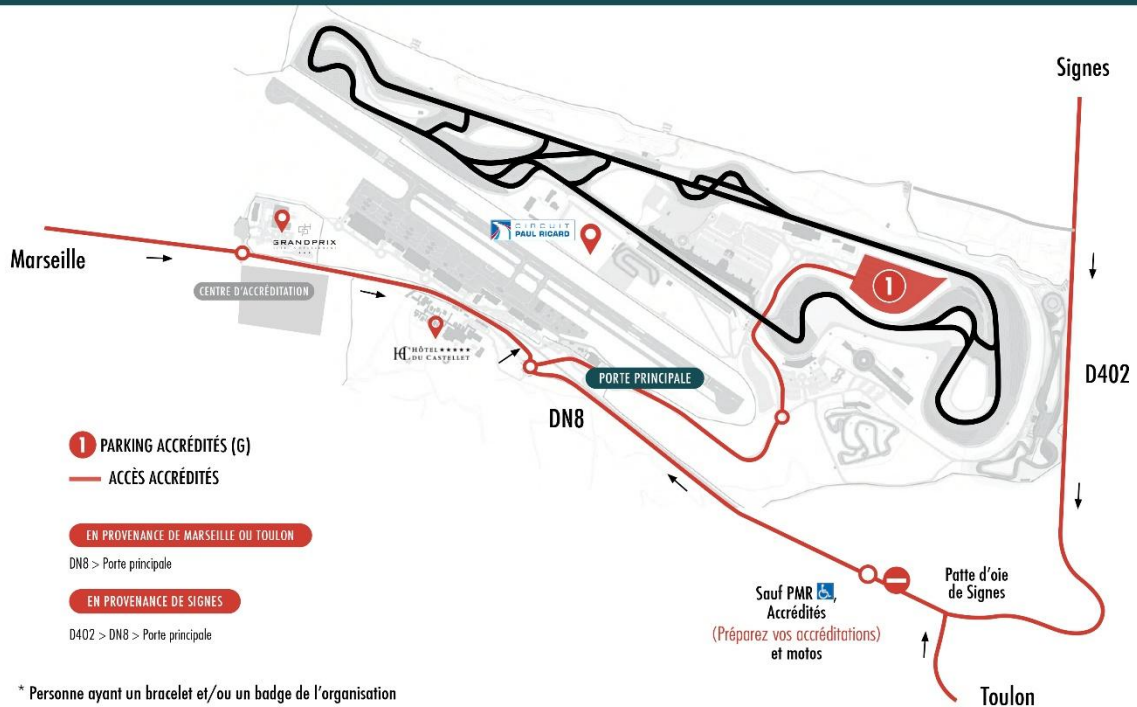 Signes
Marseille
GRANDPRIX
CIRCUIT
PAUL RICARD
1
CENTRE D'ACCRÉDITATION
HÔTEL ★★★★★
DU CASTELLET
PORTE PRINCIPALE
D402
DN8
1 PARKING ACCRÉDITÉS (G)
ACCÈS ACCRÉDITÉS
EN PROVENANCE DE MARSEILLE OU TOULON
DN8 > Porte principale
EN PROVENANCE DE SIGNES
D402 > DN8 > Porte principale
Patte d'oie
de Signes
Sauf PMR ,
Accrédités
(Préparez vos accréditations)
et motos
Toulon
* Personne ayant un bracelet et/ou un badge de l'organisation